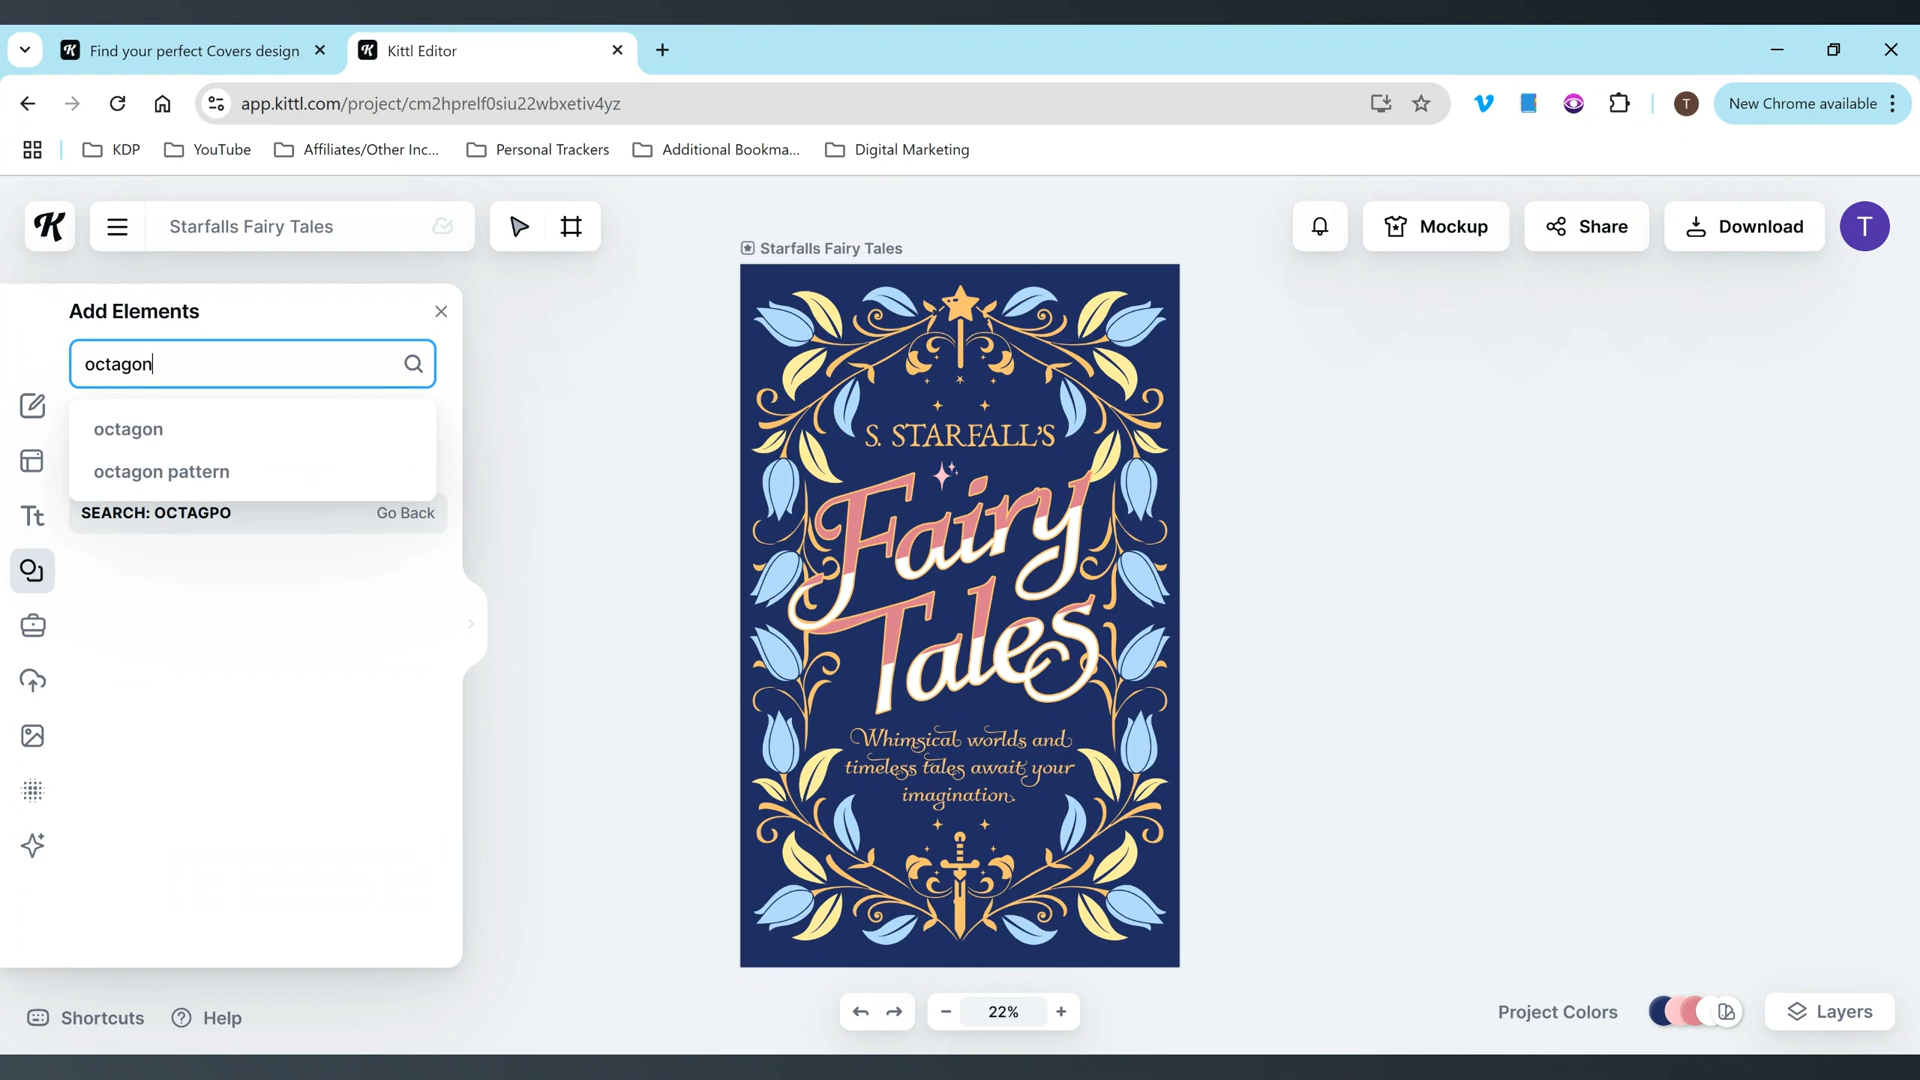 Find your perfect Covers design
Kittl Editor
app.kittl.com/project/cm2hprelf0siu22wbxetiv4yz
T
New Chrome available
KDP
YouTube
Affiliates/Other Inc...
Personal Trackers
Additional Bookma...
Digital Marketing
K
Starfalls Fairy Tales
Mockup
Share
Download
T
Starfalls Fairy Tales
Add Elements
octagon
octagon
octagon pattern
SEARCH: OCTAGPO
Go Back
Tt
S. STARFALL'S
Fairy
Tales
Whimsical worlds and
timeless tales await your
imagination.
Shortcuts
Help
22%
Project Colors
Layers